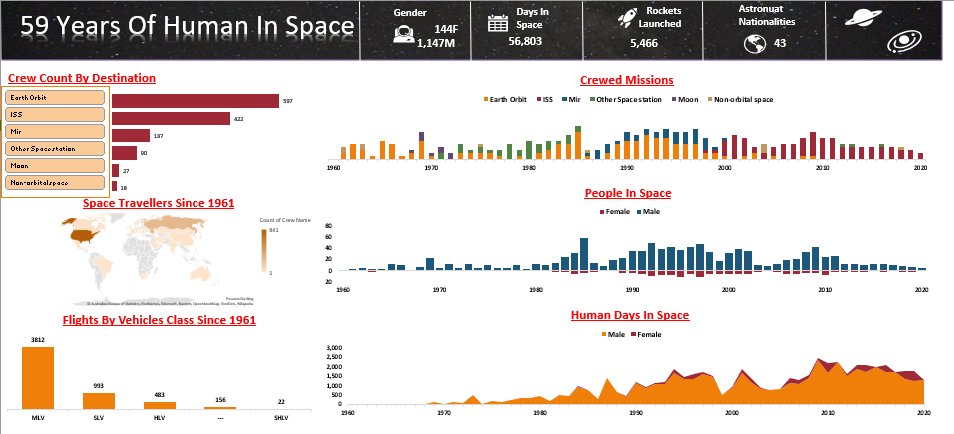 59 Years Of Human In Space
Gender
144F
1,147M
Days In
Space
56,803
Rockets
Launched
5,466
Astronuat
Nationalities
43
Crew Count By Destination
Earth Orbit
ISS
Mir
Other Spacestation
Moon
Non-orbital space
597
422
137
90
27
18
Crewed Missions
Earth Orbit ISS Mir Other Spacestation Moon Non-orbital space
1960 1970 1980 1990 2000 2010 2020
Space Travellers Since 1961
Count of Crew Name
841
1
Powered by Bing
© Australian Bureau of Statistics, GeoNames, Microsoft, Navinfo, OpenStreetMap, TomTom, Wikipedia
People In Space
Female Male
80
60
40
20
0
20
1960 1970 1980 1990 2000 2010 2020
Flights By Vehicles Class Since 1961
3812
993
483
156
22
MLV SLV HLV --- SHLV
Human Days In Space
Male Female
3,000
2,500
2,000
1,500
1,000
500
0
1960 1970 1980 1990 2000 2010 2020